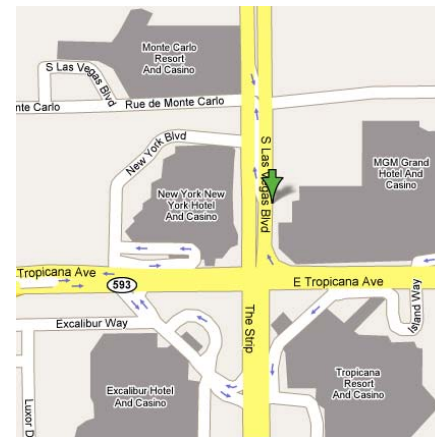 Monte Carlo
Resort
And Casino
S Las Vegas Blvd
nte Carlo
Rue de Monte Carlo
New York Blvd
S Las Vegas Blvd
MGM Grand
Hotel And
Casino
New York New
York Hotel
And Casino
Tropicana Ave
593
E Tropicana Ave
Island Way
Excalibur Way
The Strip
Luxor D
Excalibur Hotel
And Casino
Tropicana
Resort
And Casino